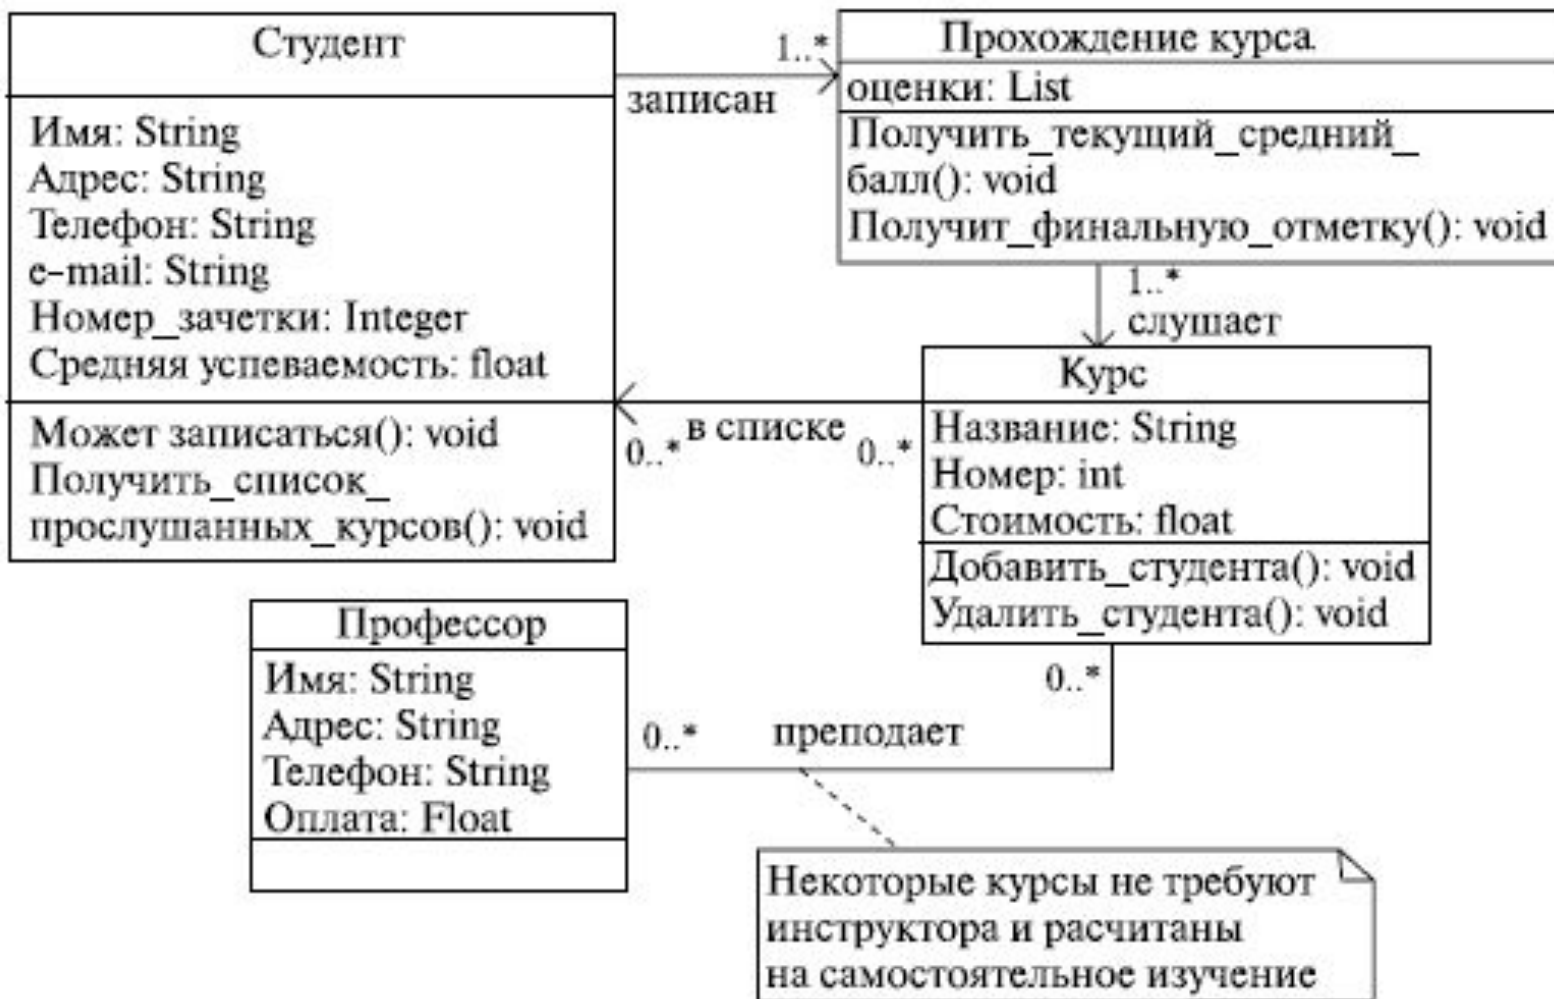 Студент
Имя: String
Адрес: String
Телефон: String
e-mail: String
Номер_зачетки: Integer
Средняя успеваемость: float
Может записаться(): void
Получить_список_
прослушанных_курсов(): void
1..*
записан
Прохождение курса
оценки: List
Получить_текущий_средний_
балл(): void
Получит_финальную_отметку(): void
1..*
слушает
Курс
Название: String
Номер: int
Стоимость: float
Добавить_студента(): void
Удалить_студента(): void
0..* в списке 0..*
Профессор
Имя: String
Адрес: String
Телефон: String
Оплата: Float
0..*
0..* преподает
Некоторые курсы не требуют
инструктора и расчитаны
на самостоятельное изучение